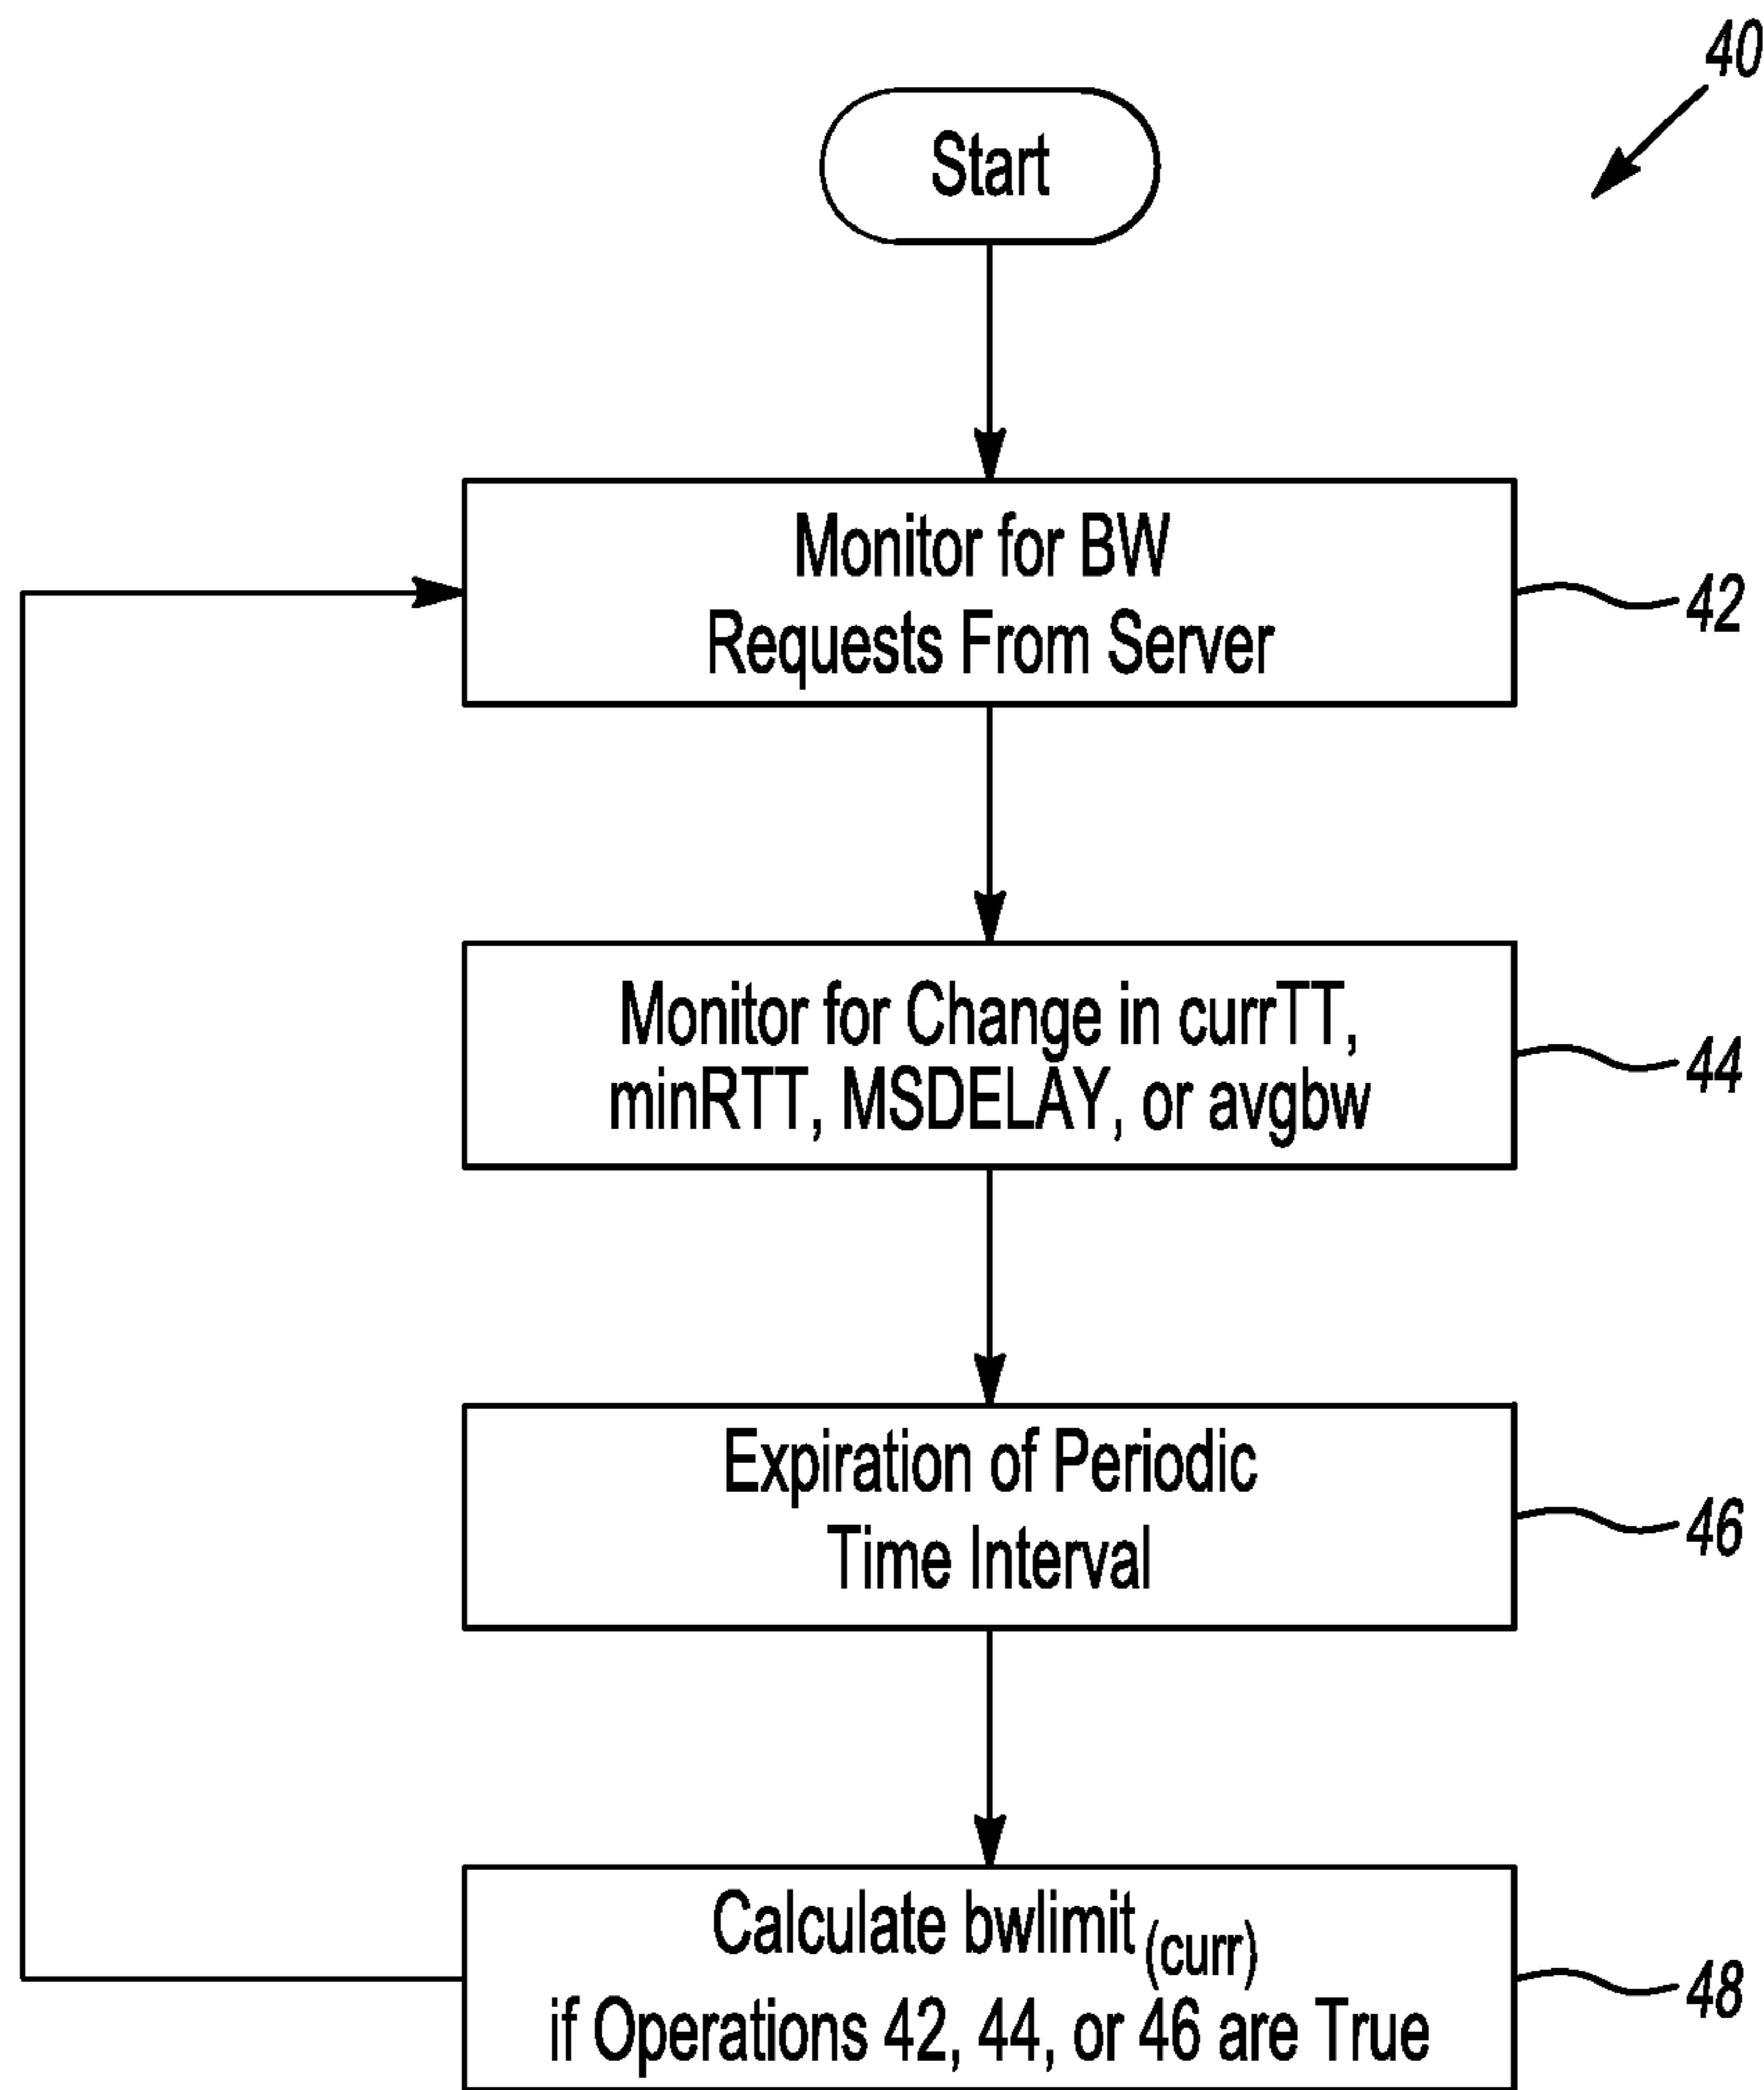 40
Start
Monitor for BW
Requests From Server
42
Monitor for Change in currTT,
minRTT, MSDELAY, or avgbw
44
Expiration of Periodic
Time Interval
46
Calculate bwlimit(curr)
if Operations 42, 44, or 46 are True
48